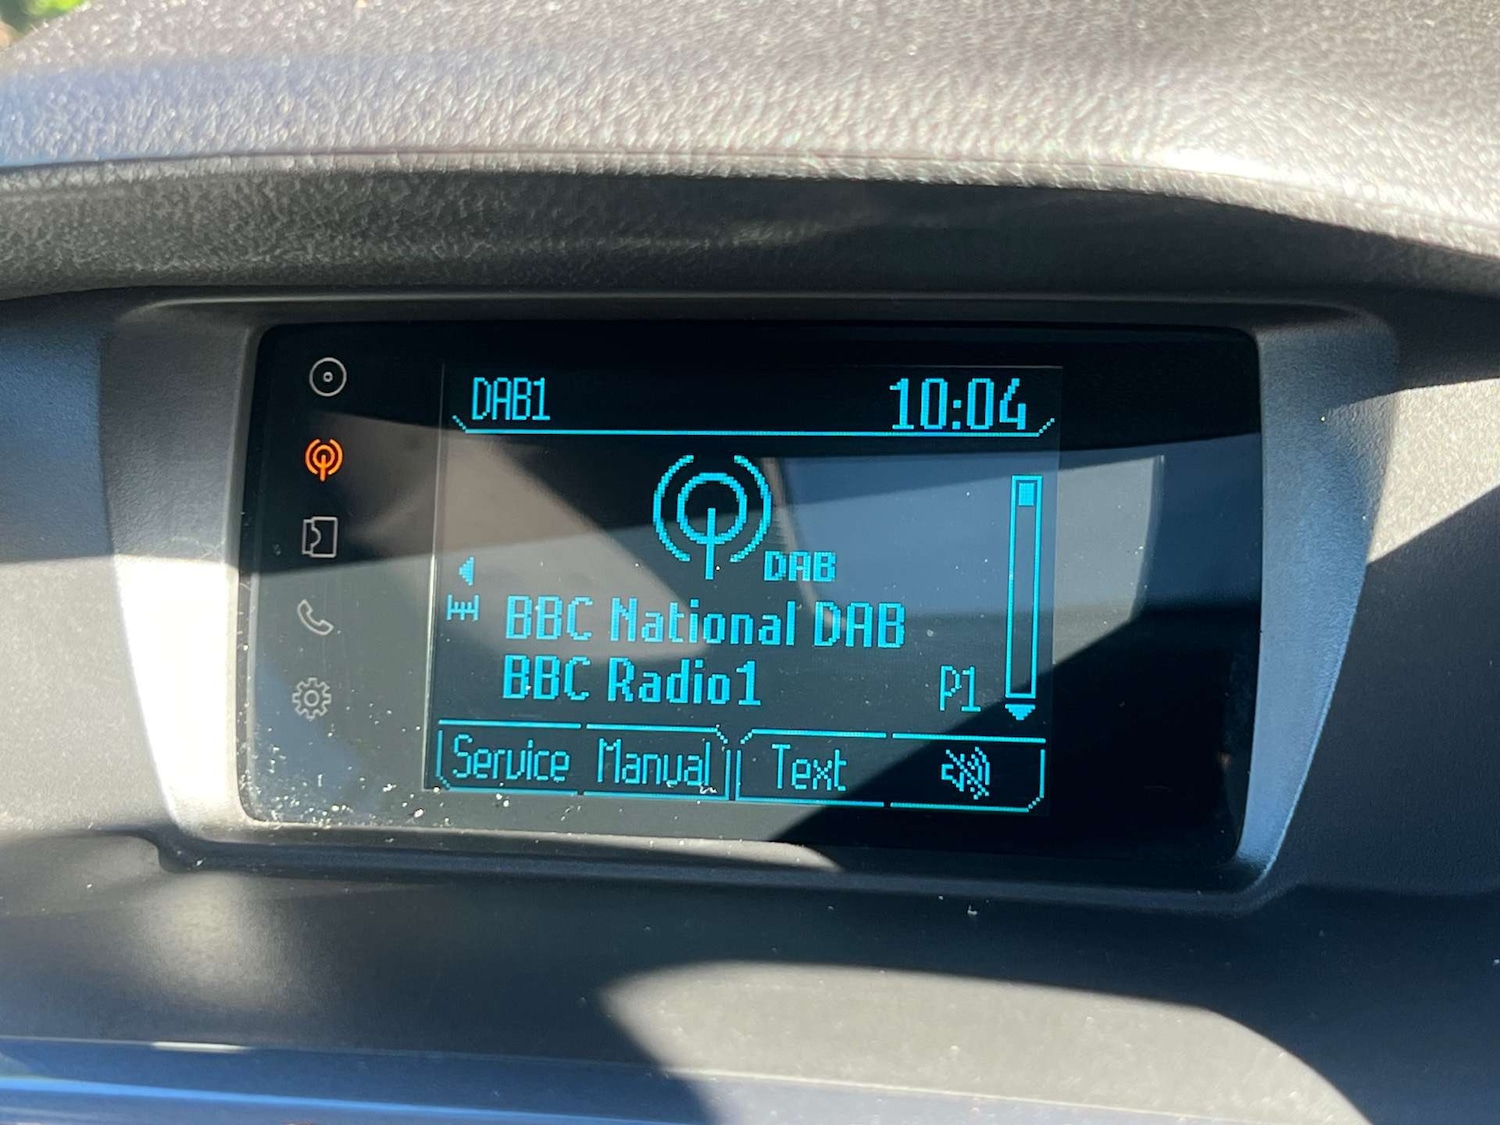 DAB1 10:04
DAB
BBC National DAB
BBC Radio1 P1
Service Manual Text